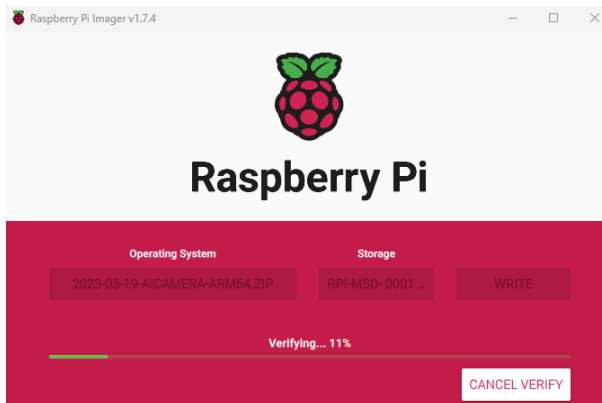 Raspberry Pi Imager v1.7.4
Raspberry Pi
Operating System Storage
2023-05-19-AICAMERA-ARM64.ZIP RPI-MSD- 0001 ... WRITE
Verifying... 11%
CANCEL VERIFY